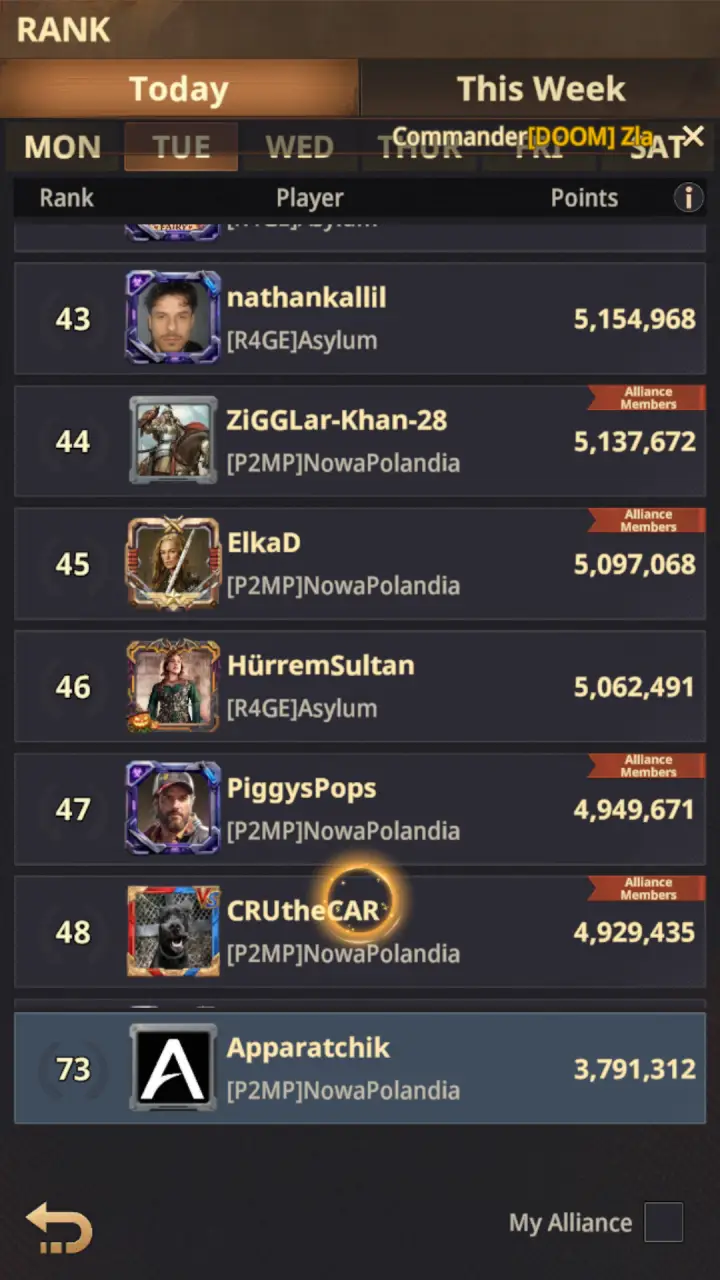 RANK
Today
This Week
MON
TUE
WED
THUR
FRI
SAT
Commander[DOOM] Zla
Rank
Player
Points
43
nathankallil
[R4GE]Asylum
5,154,968
Alliance
Members
44
ZiGGLar-Khan-28
[P2MP]NowaPolandia
5,137,672
Alliance
Members
45
ElkaD
[P2MP]NowaPolandia
5,097,068
46
HürremSultan
[R4GE]Asylum
5,062,491
Alliance
Members
47
PiggysPops
[P2MP]NowaPolandia
4,949,671
Alliance
Members
48
CRUtheCAR
[P2MP]NowaPolandia
4,929,435
73
Apparatchik
[P2MP]NowaPolandia
3,791,312
My Alliance